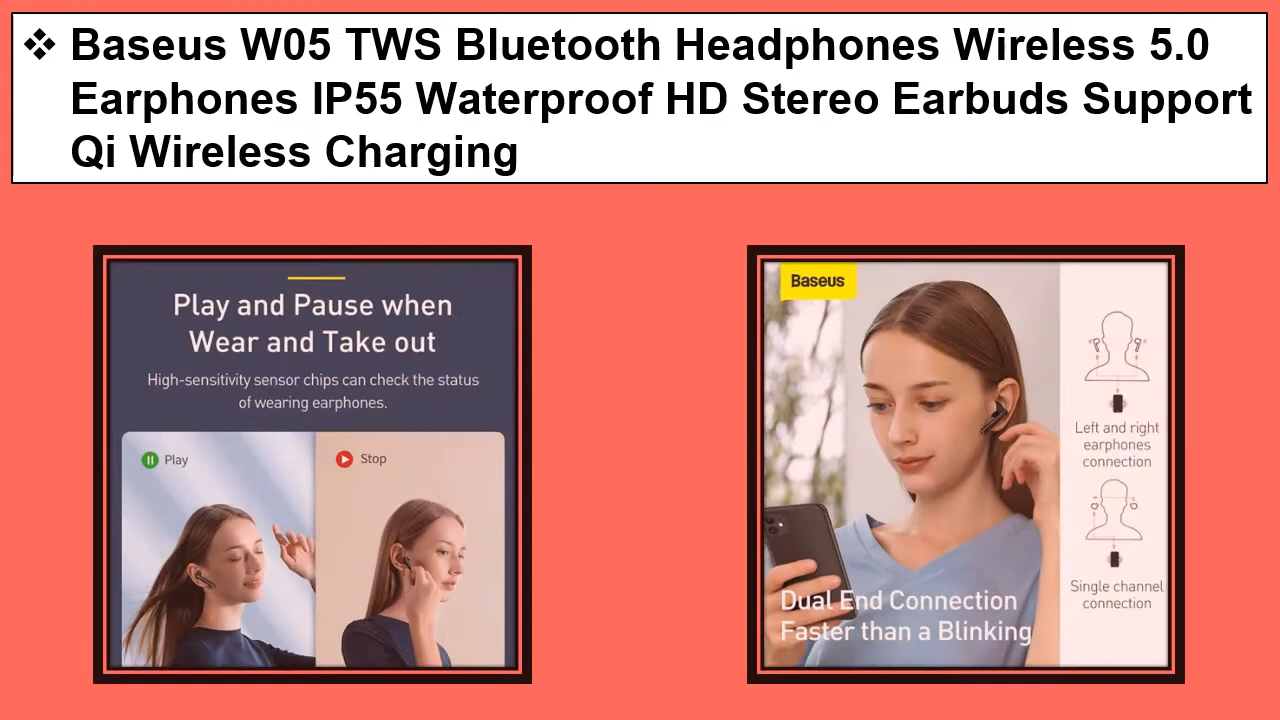 ❖ Baseus W05 TWS Bluetooth Headphones Wireless 5.0
Earphones IP55 Waterproof HD Stereo Earbuds Support
Qi Wireless Charging
Play and Pause when
Wear and Take out
High-sensitivity sensor chips can check the status
of wearing earphones.
Play
Stop
Baseus
Left and right
earphones
connection
Single channel
connection
Dual End Connection
Faster than a Blinking